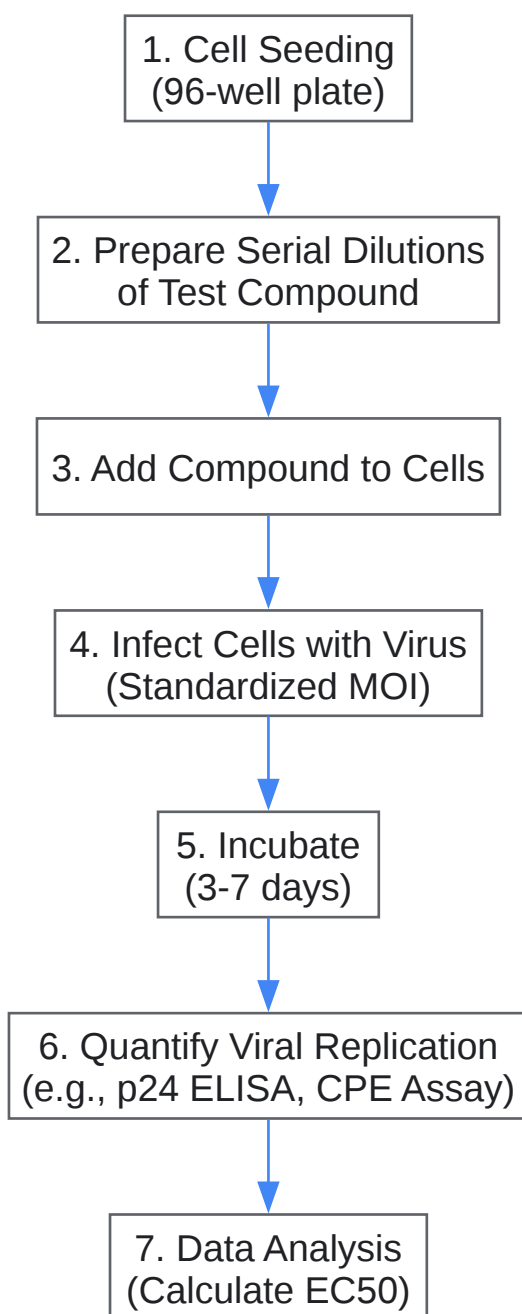 1. Cell Seeding
(96-well plate)
2. Prepare Serial Dilutions
of Test Compound
3. Add Compound to Cells
4. Infect Cells with Virus
(Standardized MOI)
5. Incubate
(3-7 days)
6. Quantify Viral Replication
(e.g., p24 ELISA, CPE Assay)
7. Data Analysis
(Calculate EC50)